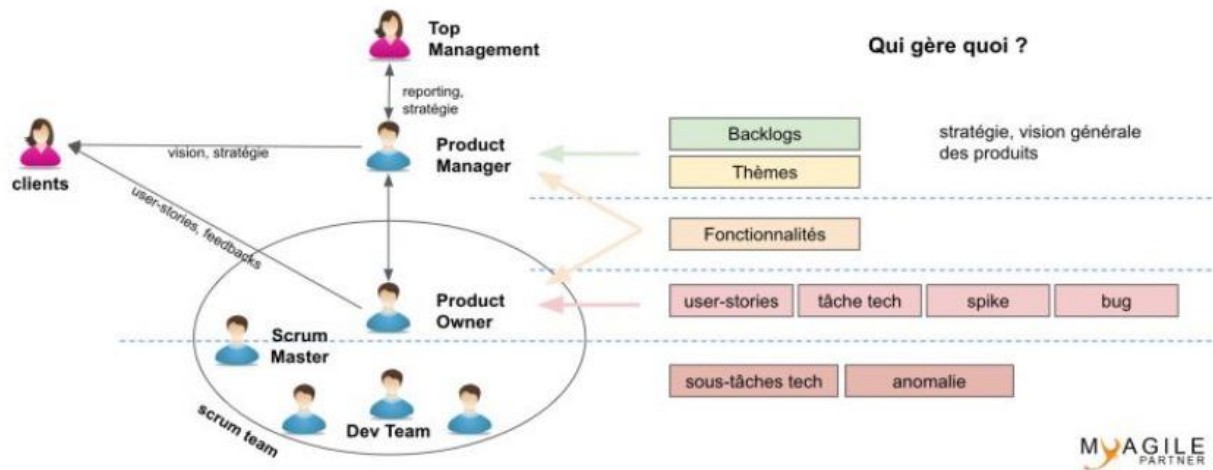 Top
Management
Qui gère quoi ?
reporting,
stratégie
clients
vision, stratégie
Product
Manager
Backlogs
Thèmes
stratégie, vision générale
des produits
user-stories, feedbacks
Fonctionnalités
Product
Owner
user-stories
tâche tech
spike
bug
Scrum
Master
sous-tâches tech
anomalie
Dev Team
scrum team
MYAGILE
PARTNER